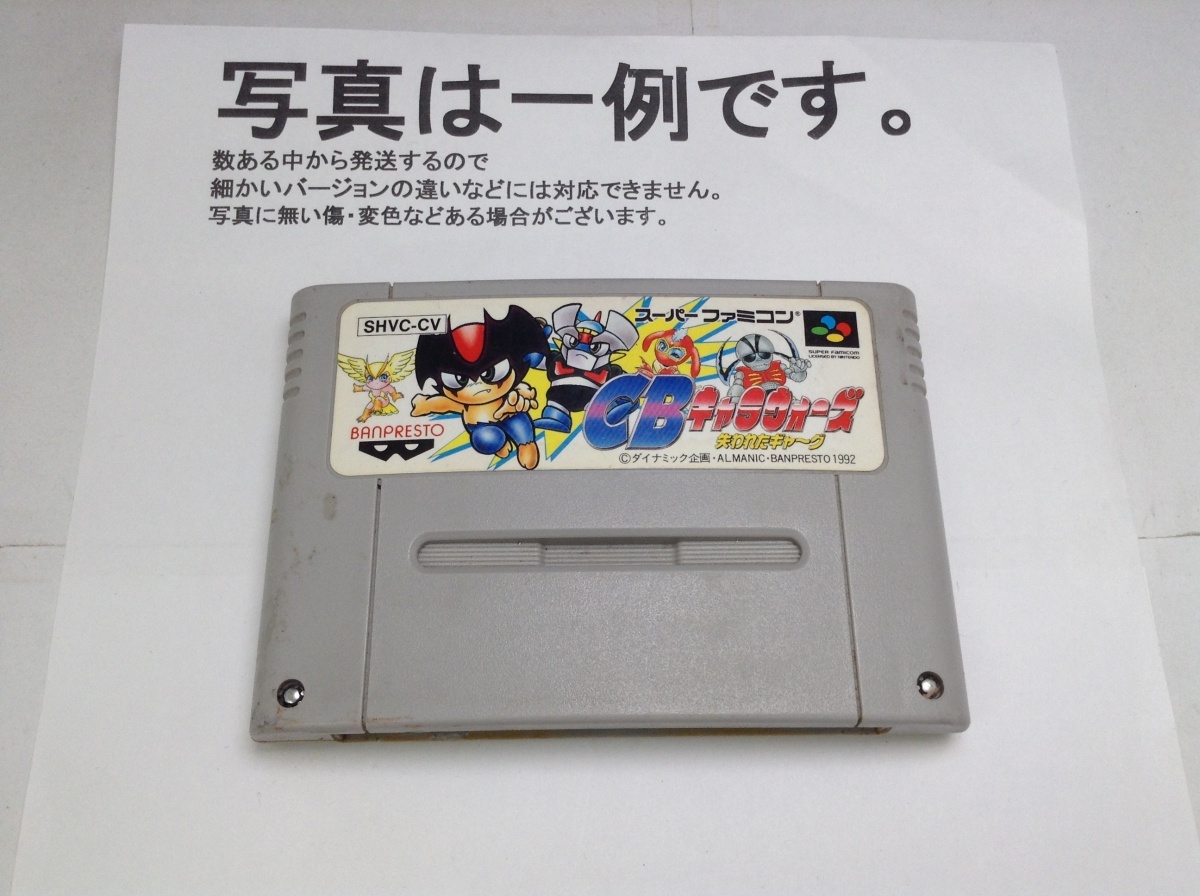 写真は一例です。
数ある中から発送するので
細かいバージョンの違いなどには対応できません。
写真に無い傷・変色などある場合がございます。
SHVC-CV
スーパーファミコン®
SUPER FAMICOM
LICENSED BY NINTENDO
CBキャラウォーズ
失われたギャ〜グ
BANPRESTO
©ダイナミック企画・ALMANIC・BANPRESTO 1992